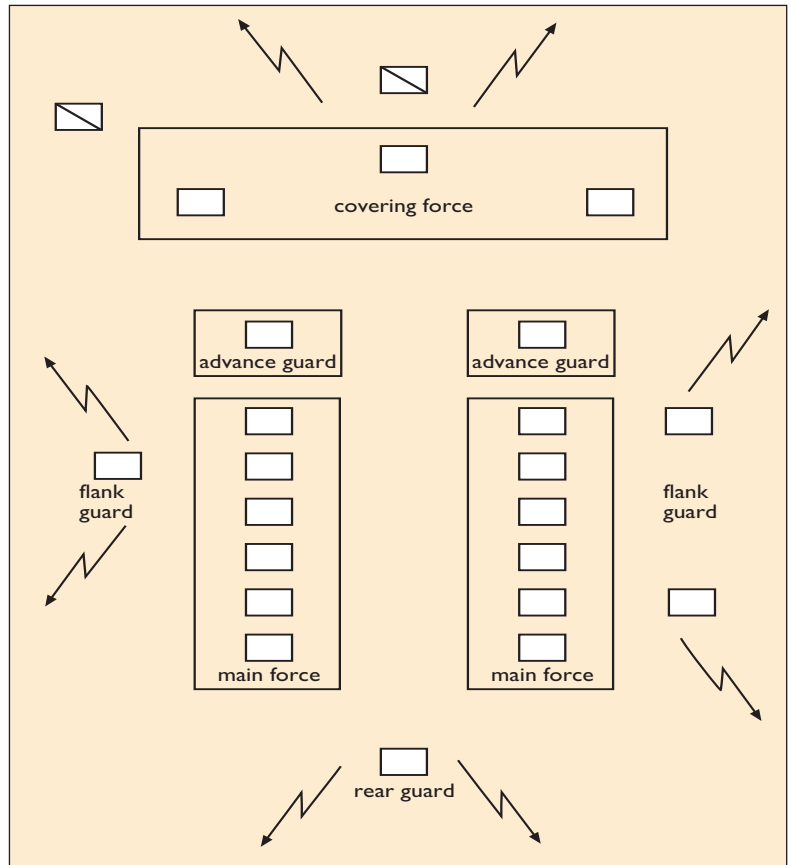 covering force
advance guard
advance guard
flank
guard
flank
guard
main force
main force
rear guard